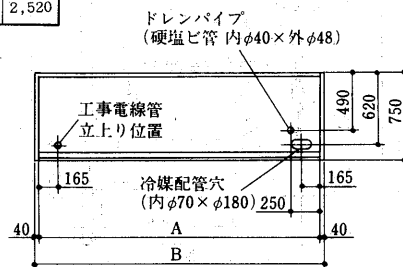 2,520
ドレンパイプ
(硬塩ビ管 内φ40×外φ48)
工事電線管
立上り位置
490
620
750
165
冷媒配管穴
(内φ70×φ180)
250
165
40
A
40
B